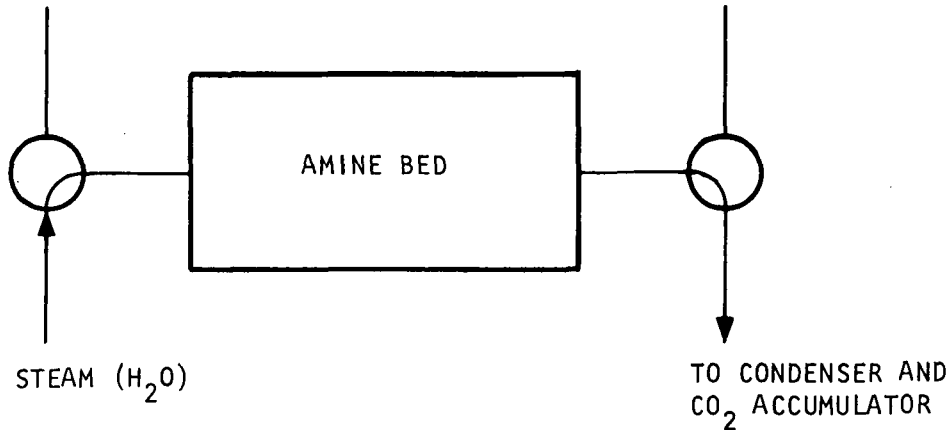 AMINE BED
STEAM (H₂O)
TO CONDENSER AND
CO₂ ACCUMULATOR